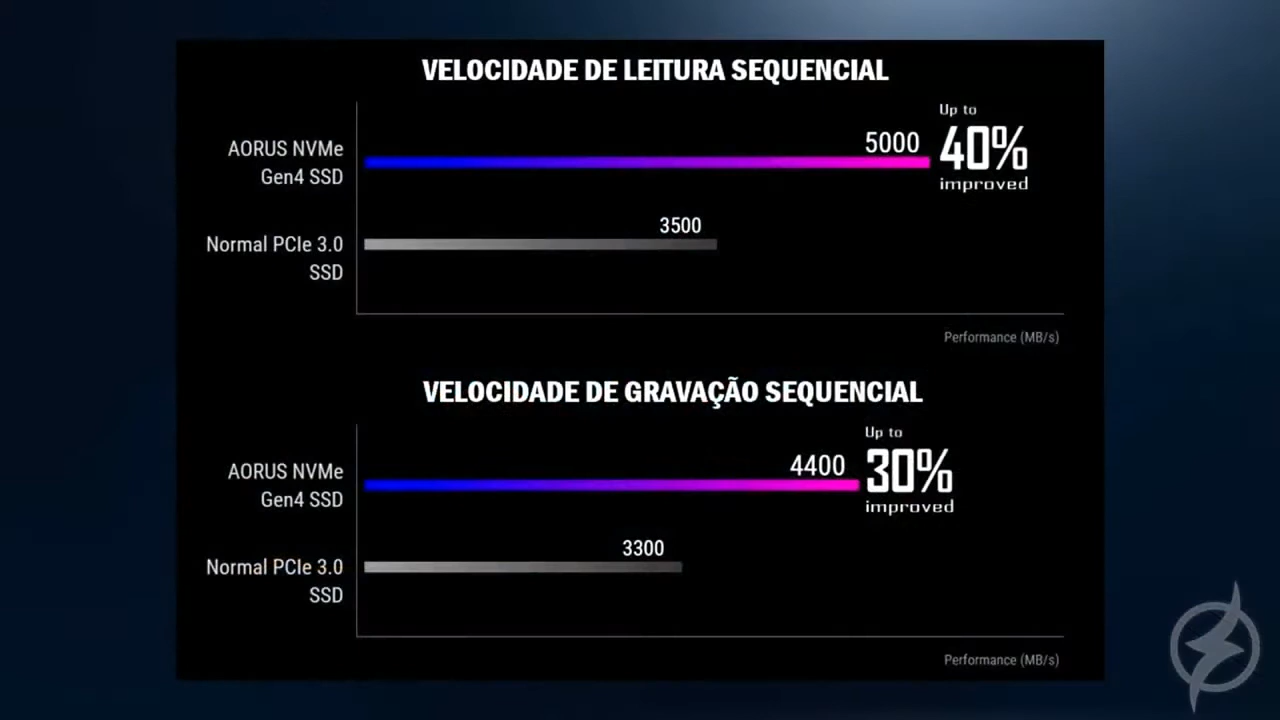 VELOCIDADE DE LEITURA SEQUENCIAL
AORUS NVMe
Gen4 SSD
5000
Up to
40%
improved
Normal PCIe 3.0
SSD
3500
Performance (MB/s)
VELOCIDADE DE GRAVAÇÃO SEQUENCIAL
AORUS NVMe
Gen4 SSD
4400
Up to
30%
improved
Normal PCIe 3.0
SSD
3300
Performance (MB/s)